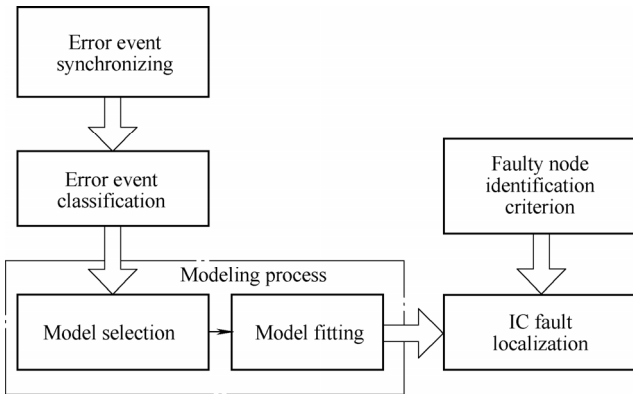 Error event
synchronizing
Error event
classification
Faulty node
identification
criterion
Modeling process
Model selection
Model fitting
IC fault
localization